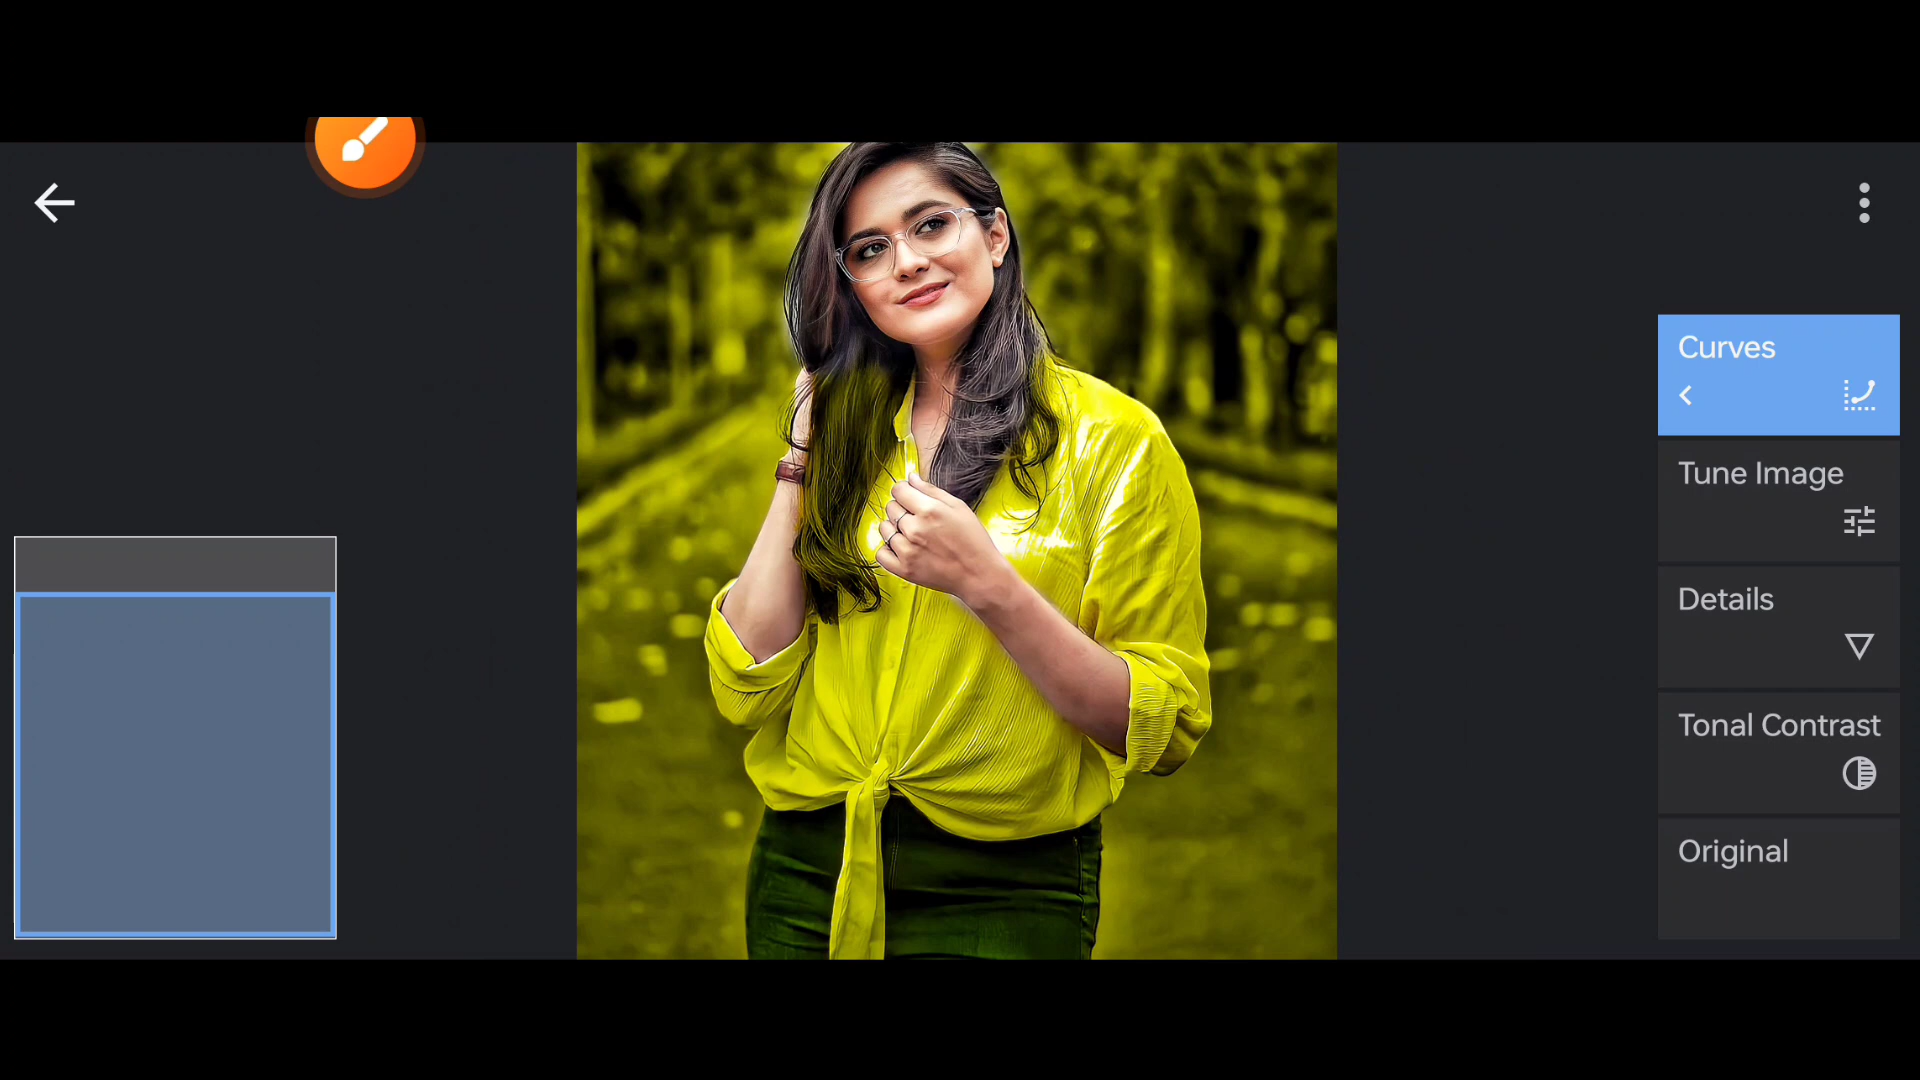 Curves
Tune Image
Details
Tonal Contrast
Original